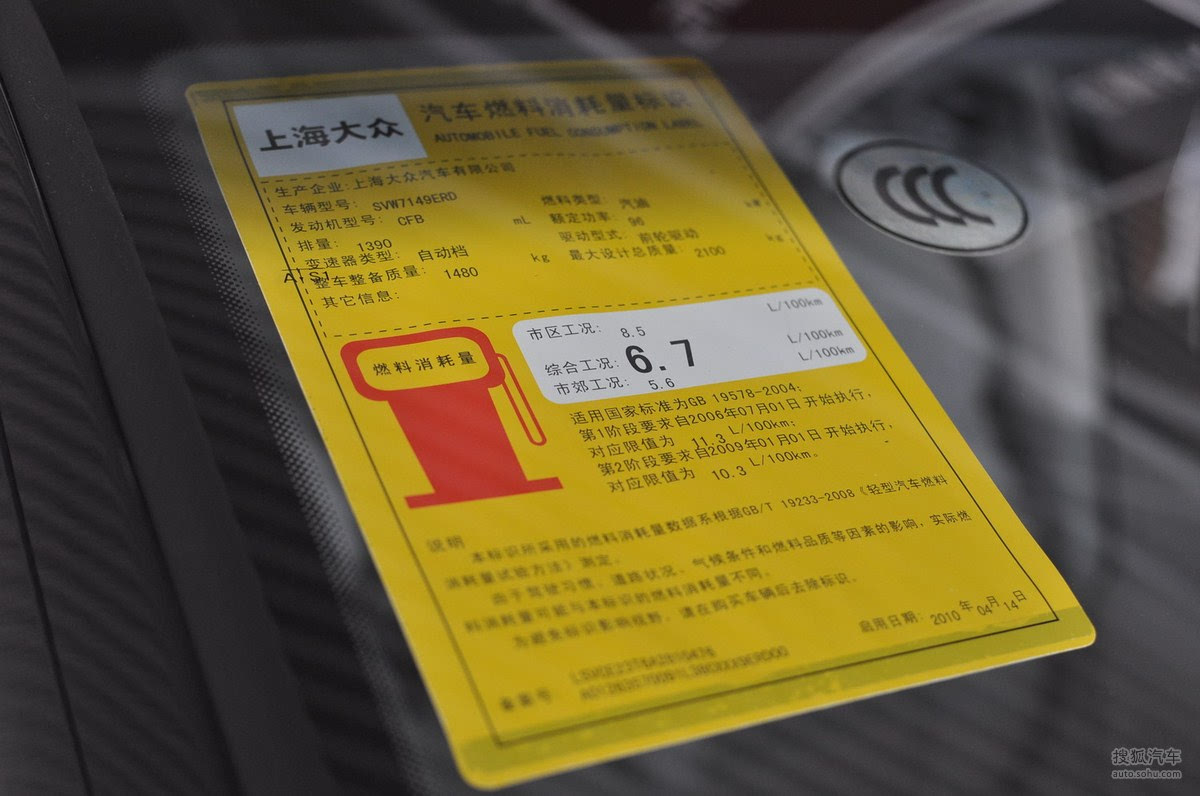 上海大众
汽车燃料消耗量标识
AUTOMOBILE FUEL CONSUMPTION LABEL
CCC
生产企业:上海大众汽车有限公司
车辆型号: SVW7149ERD 燃料类型: 汽油
发动机型号: CFB 额定功率: 96 kW
排量: 1390 mL 驱动型式: 前轮驱动
变速器类型: 自动档 最大设计总质量: 2100 kg
整车整备质量: 1480 kg
其它信息:
燃料消耗量
市区工况: 8.5 L/100km
综合工况: 6.7 L/100km
市郊工况: 5.6 L/100km
适用国家标准为GB 19578-2004;
第1阶段要求自2006年07月01日 开始执行,
对应限值为 11.3 L/100km;
第2阶段要求自2009年01月01日 开始执行,
对应限值为 10.3 L/100km。
说明
本标识所采用的燃料消耗量数据系根据GB/T 19233-2008《轻型汽车燃料
消耗量试验方法》测定。
由于驾驶习惯、道路状况、气候条件和燃料品质等因素的影响,实际燃
料消耗量可能与本标识的燃料消耗量不同。
为避免标识影响视野,请在购买车辆后去除标识。
启用日期: 2010 年 04 月 14 日
备案号
搜狐汽车
auto.sohu.com